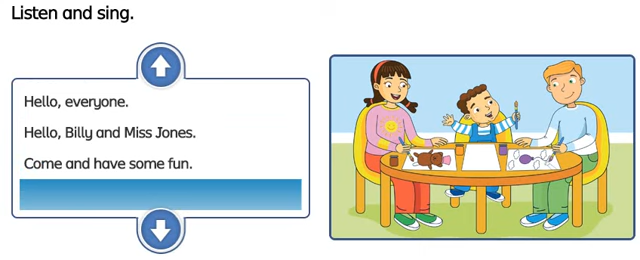 Listen and sing.
Hello, everyone.
Hello, Billy and Miss Jones.
Come and have some fun.